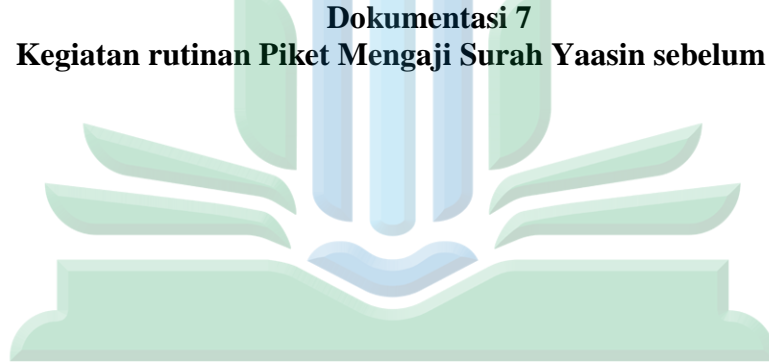 Dokumentasi 7
Kegiatan rutinan Piket Mengaji Surah Yaasin sebelum